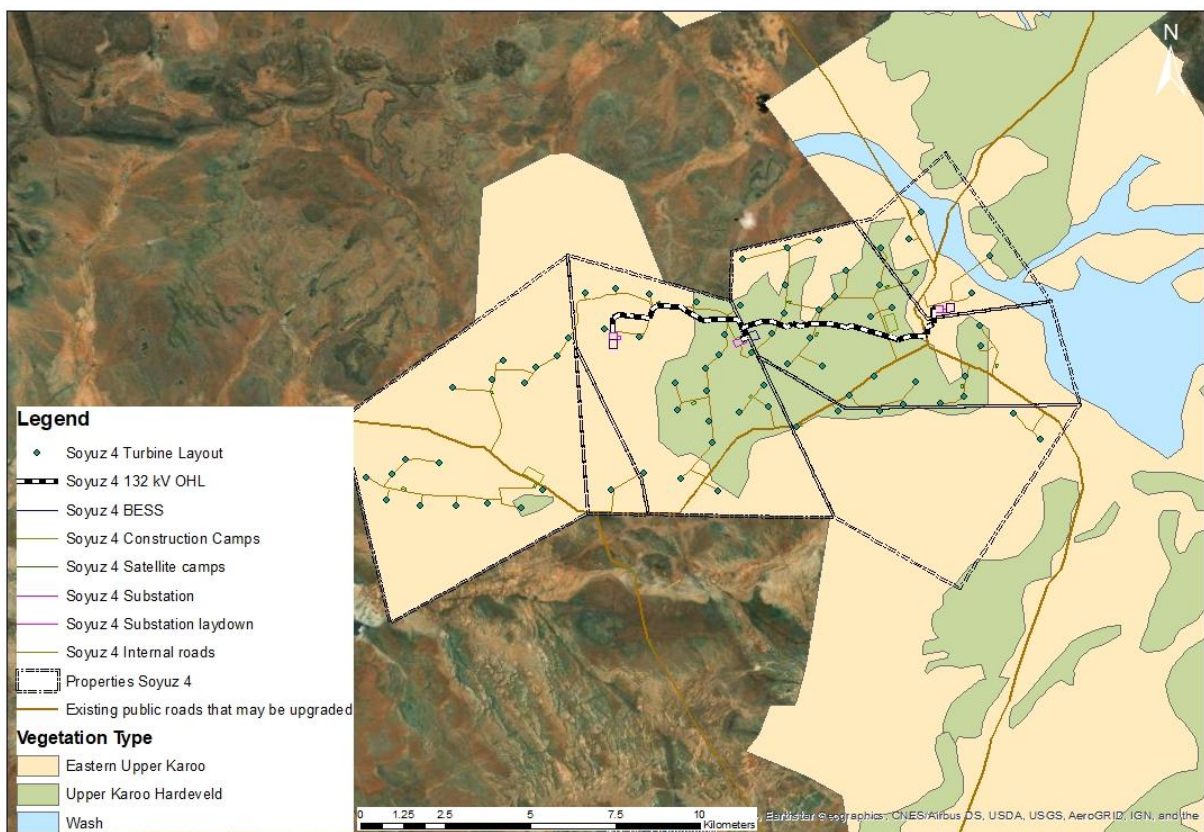 N
Legend
Soyuz 4 Turbine Layout
Soyuz 4 132 kV OHL
Soyuz 4 BESS
Soyuz 4 Construction Camps
Soyuz 4 Satellite camps
Soyuz 4 Substation
Soyuz 4 Substation laydown
Soyuz 4 Internal roads
Properties Soyuz 4
Existing public roads that may be upgraded
Vegetation Type
Eastern Upper Karoo
Upper Karoo Hardeveld
Wash
0 1.25 2.5 5 7.5 10
Kilometers
, Earthstar Geographics, CNES/Airbus DS, USDA, USGS, AeroGRID, IGN, and the